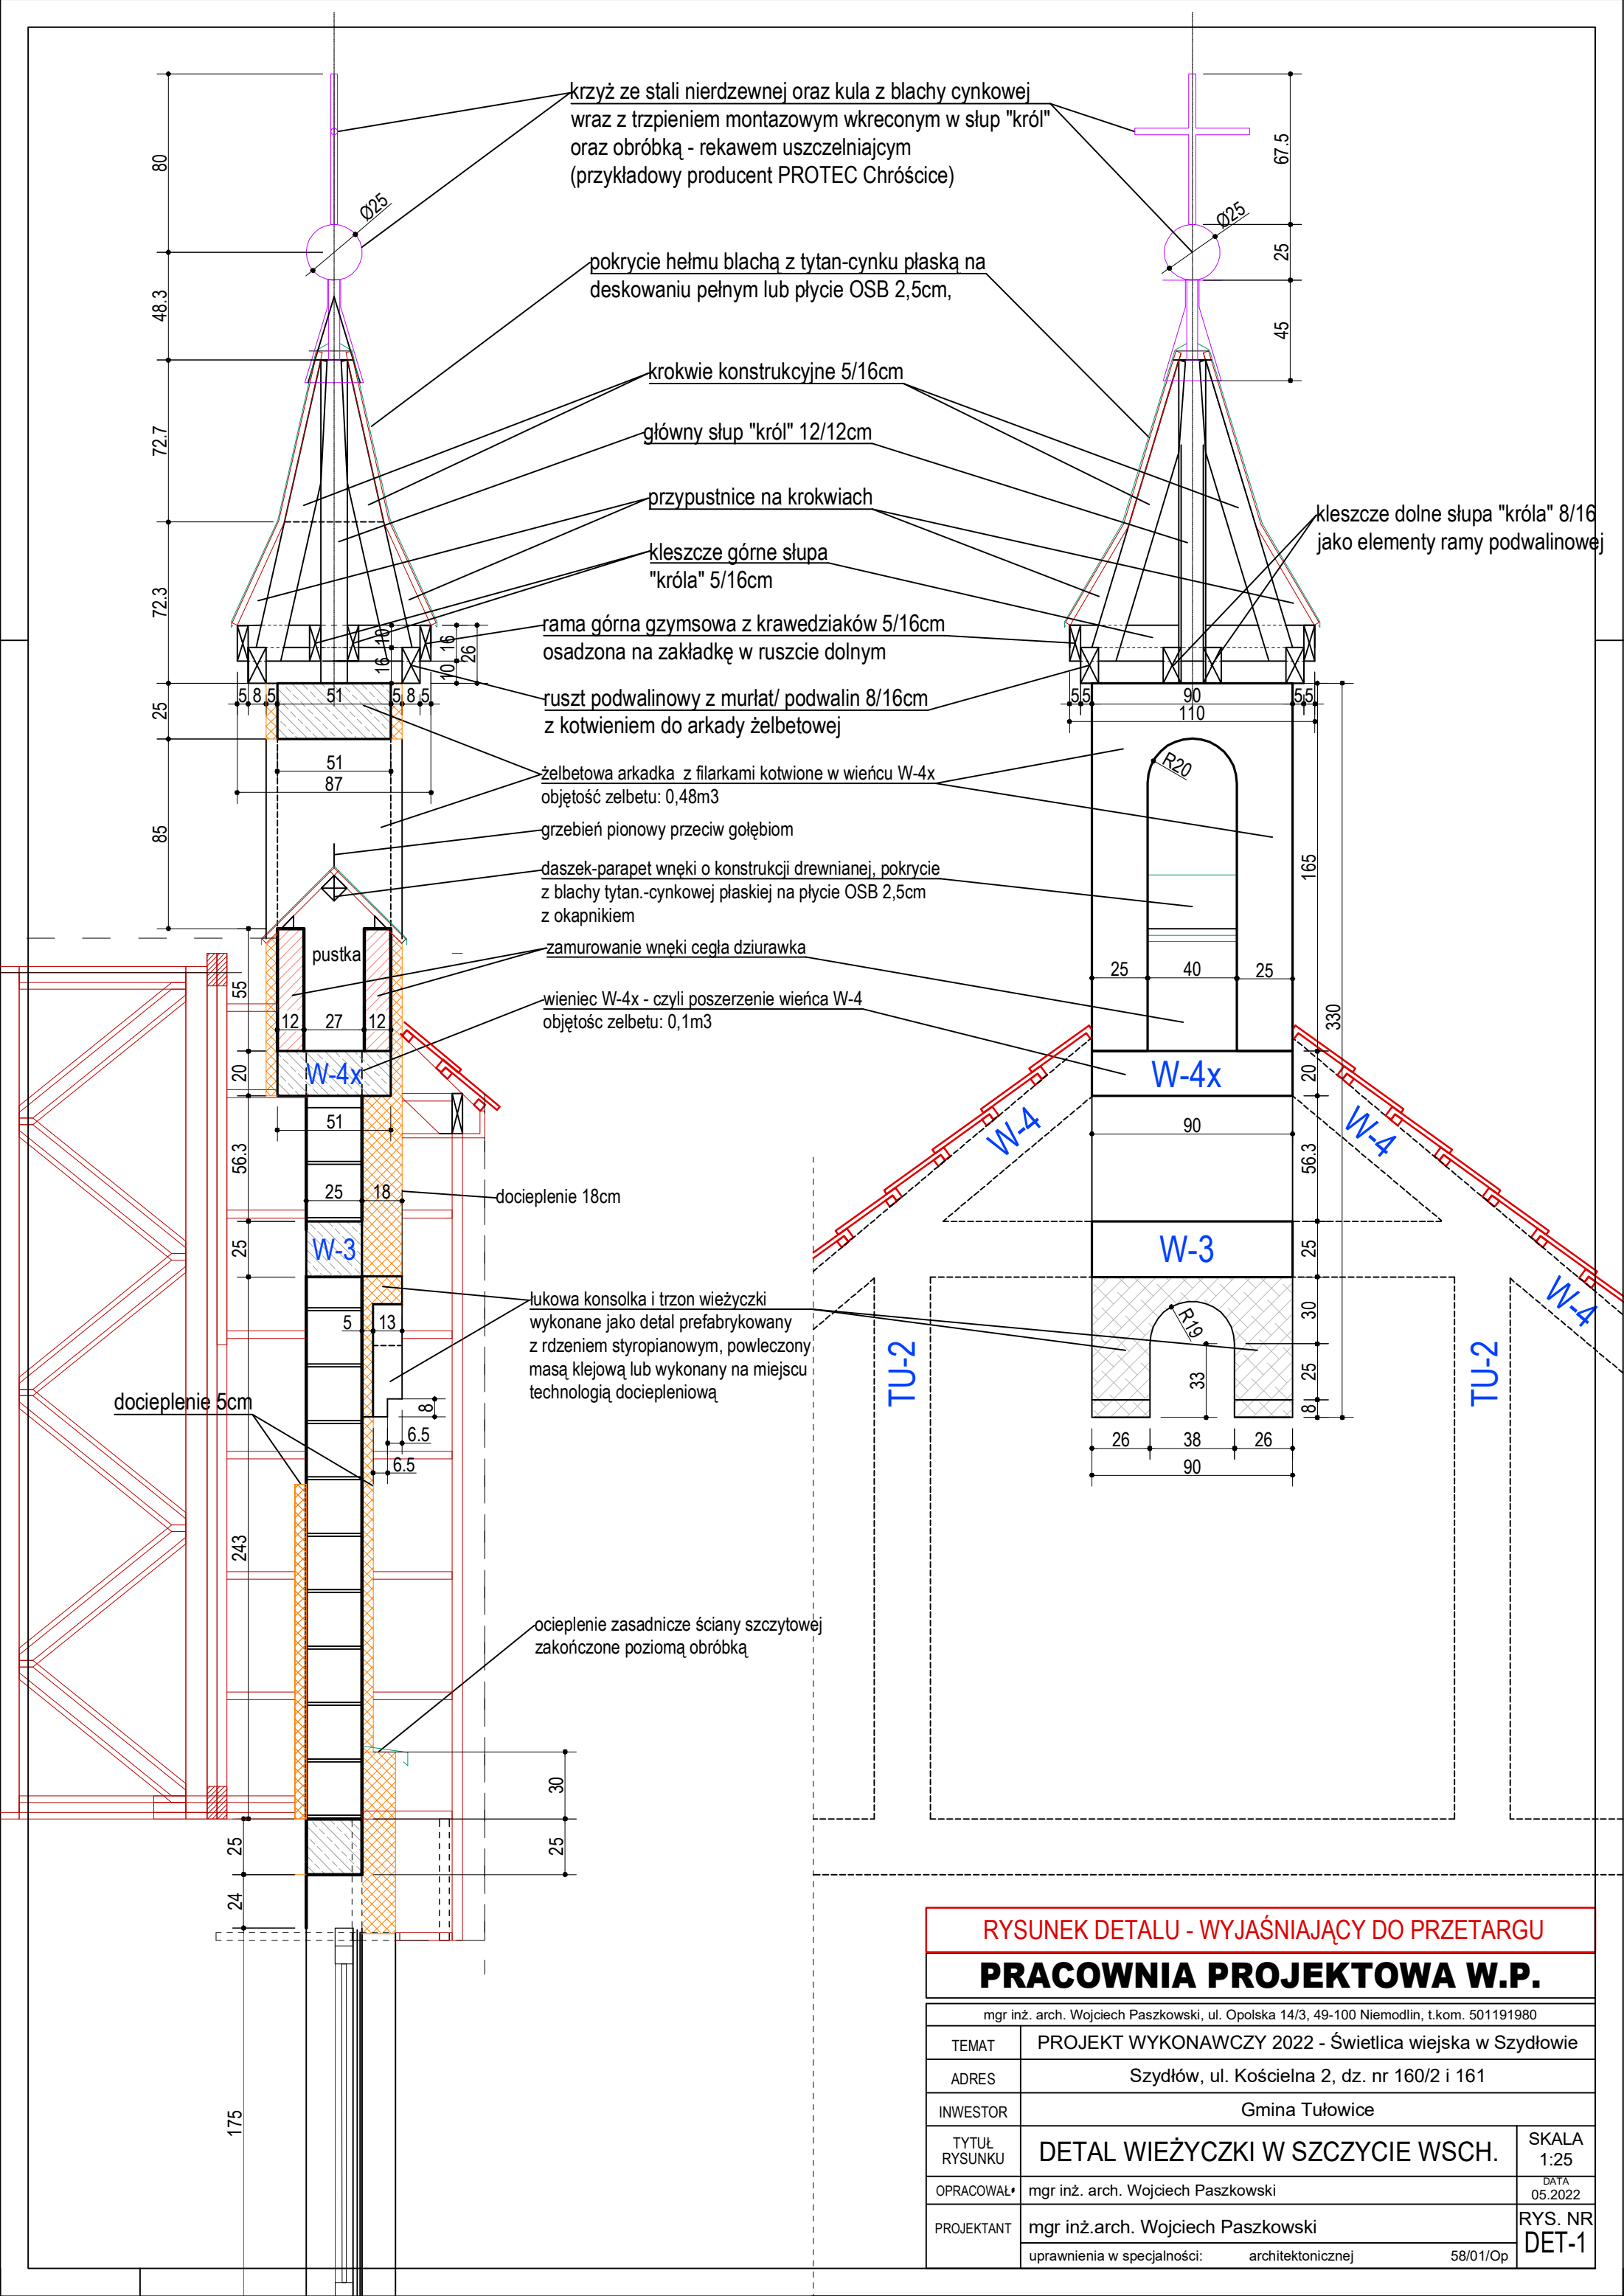 krzyż ze stali nierdzewnej oraz kula z blachy cynkowej
wraz z trzpieniem montazowym wkreconym w słup "król"
oraz obróbką - rekawem uszczelniajcym
(przykładowy producent PROTEC Chróścice)
pokrycie hełmu blachą z tytan-cynku płaską na
deskowaniu pełnym lub płycie OSB 2,5cm,
krokwie konstrukcyjne 5/16cm
główny słup "król" 12/12cm
przypustnice na krokwiach
kleszcze górne słupa
"króla" 5/16cm
kleszcze dolne słupa "króla" 8/16
jako elementy ramy podwalinowej
rama górna gzymsowa z krawedziaków 5/16cm
osadzona na zakładkę w ruszcie dolnym
ruszt podwalinowy z murłat/ podwalin 8/16cm
z kotwieniem do arkady żelbetowej
żelbetowa arkadka z filarkami kotwione w wieńcu W-4x
objętość zelbetu: 0,48m3
grzebień pionowy przeciw gołębiom
daszek-parapet wnęki o konstrukcji drewnianej, pokrycie
z blachy tytan.-cynkowej płaskiej na płycie OSB 2,5cm
z okapnikiem
zamurowanie wnęki cegła dziurawka
wieniec W-4x - czyli poszerzenie wieńca W-4
objętośc zelbetu: 0,1m3
docieplenie 18cm
łukowa konsolka i trzon wieżyczki
wykonane jako detal prefabrykowany
z rdzeniem styropianowym, powleczony
masą klejową lub wykonany na miejscu
technologią dociepleniową
docieplenie 5cm
ocieplenie zasadnicze ściany szczytowej
zakończone poziomą obróbką
80
48.3
72.7
72.3
25
85
Ø25
10
16
16
10
26
5 8 5
51
5 8 5
51
87
pustka
12
27
12
55
20
W-4x
51
56.3
25
18
25
W-3
5
13
8
6.5
6.5
243
30
25
25
24
175
Ø25
67.5
25
45
5 5
90
5 5
110
R20
165
25
40
25
330
W-4x
20
90
56.3
W-4
W-4
W-4
W-3
25
R19
30
33
25
8
26
38
26
90
TU-2
TU-2
RYSUNEK DETALU - WYJAŚNIAJĄCY DO PRZETARGU
PRACOWNIA PROJEKTOWA W.P.
mgr inż. arch. Wojciech Paszkowski, ul. Opolska 14/3, 49-100 Niemodlin, t.kom. 501191980
TEMAT
PROJEKT WYKONAWCZY 2022 - Świetlica wiejska w Szydłowie
ADRES
Szydłów, ul. Kościelna 2, dz. nr 160/2 i 161
INWESTOR
Gmina Tułowice
TYTUŁ
RYSUNKU
DETAL WIEŻYCZKI W SZCZYCIE WSCH.
SKALA
1:25
OPRACOWAŁ
mgr inż. arch. Wojciech Paszkowski
DATA
05.2022
PROJEKTANT
mgr inż.arch. Wojciech Paszkowski
RYS. NR
DET-1
uprawnienia w specjalności: architektonicznej 58/01/Op